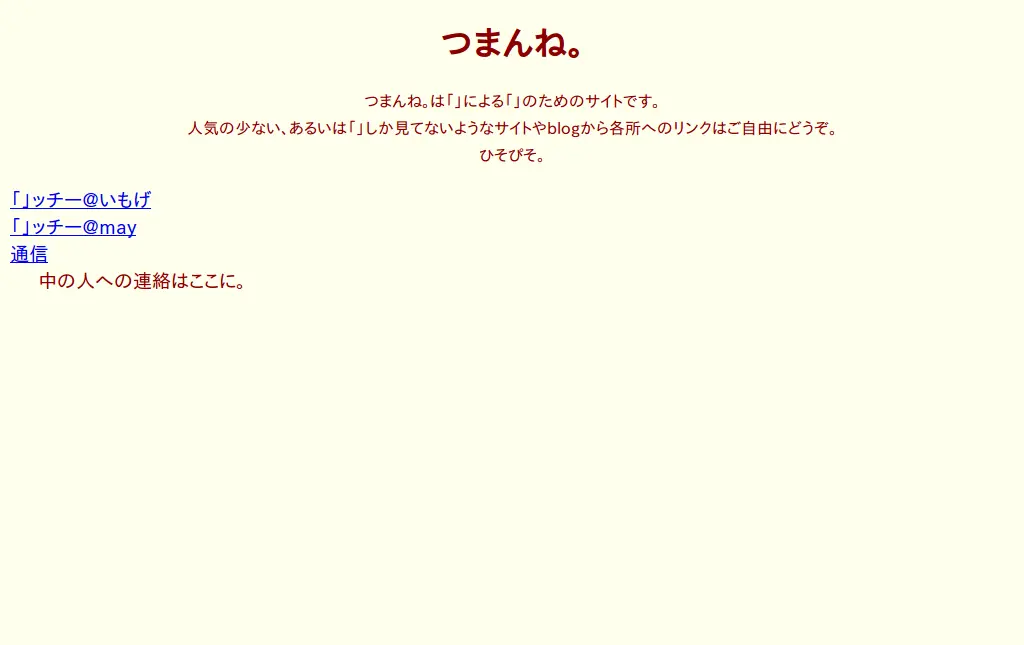 つまんね。
つまんね。は「」による「」のためのサイトです。
人気の少ない、あるいは「」しか見てないようなサイトやblogから各所へのリンクはご自由にどうぞ。
ひそぴそ。
「」ッチー@いもげ
「」ッチー@may
通信
中の人への連絡はここに。